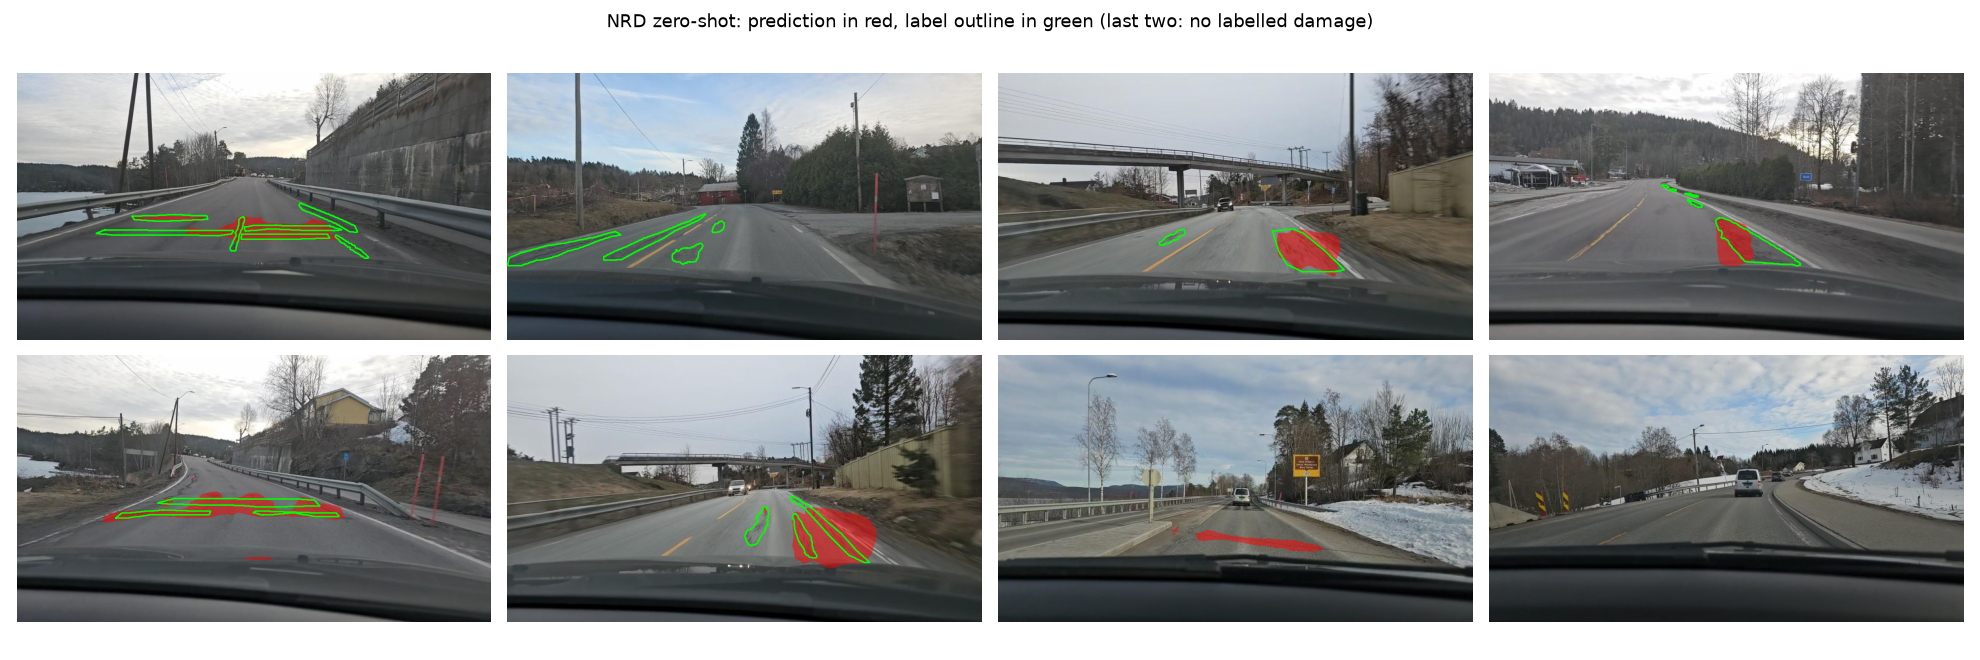 NRD zero-shot: prediction in red, label outline in green (last two: no labelled damage)